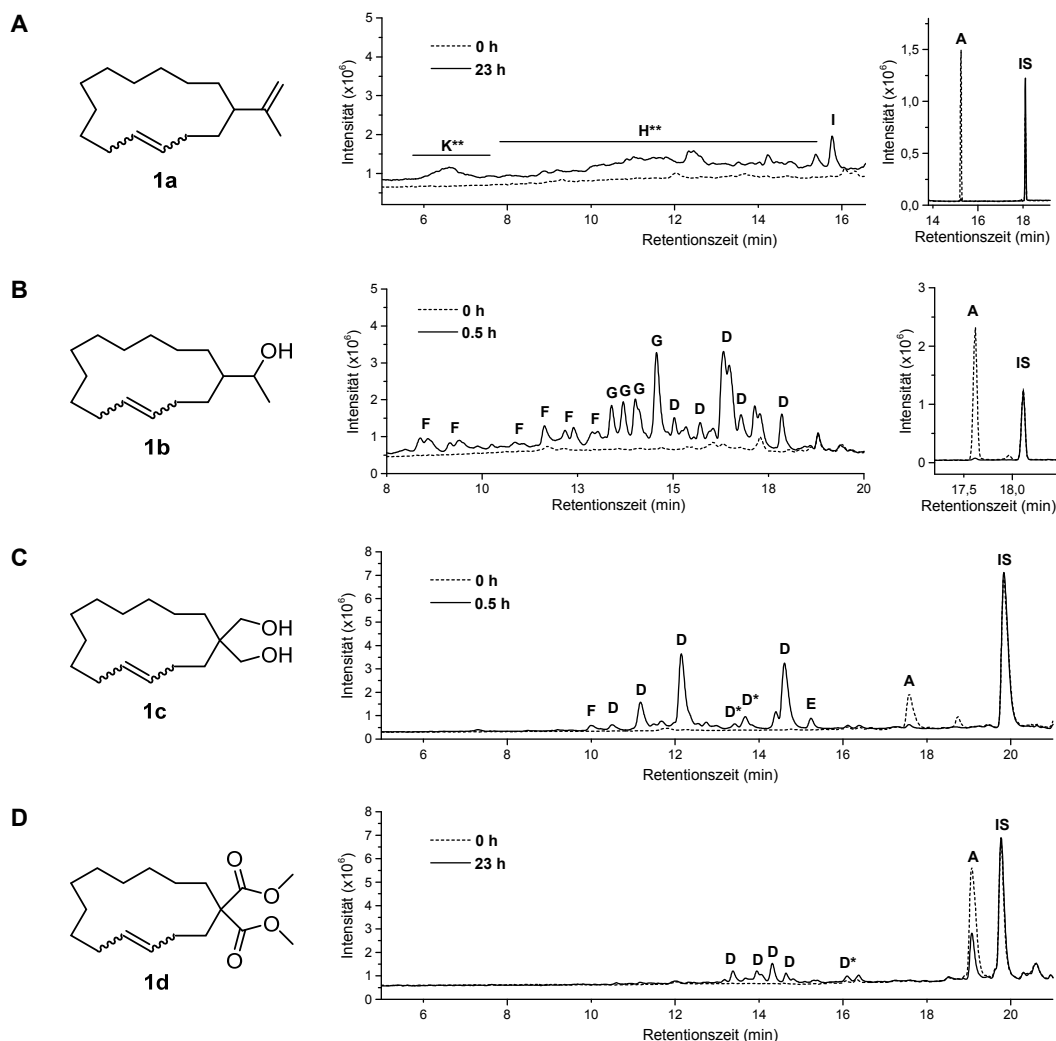 A
1a
OH
0 h
23 h
K**
H**
I
Intensität (x10⁶)
5
4
3
2
1
0
6
8
10
12
14
16
Retentionszeit (min)
A
IS
Intensität (x10⁶)
1,5
1,0
0,5
0,0
14
16
18
Retentionszeit (min)
B
OH
1b
0 h
0.5 h
F
F
F
F
F
F
G
G
G
G
D
D
D
D
D
Intensität (x10⁶)
5
4
3
2
1
0
8
10
13
15
18
20
Retentionszeit (min)
A
IS
Intensität (x10⁶)
3
2
1
0
17,5
18,0
Retentionszeit (min)
C
OH
OH
1c
0 h
0.5 h
F
D
D
D
D*
D*
D
E
A
IS
Intensität (x10⁶)
8
7
6
5
4
3
2
1
0
6
8
10
12
14
16
18
20
Retentionszeit (min)
D
O
O
O
O
1d
0 h
23 h
D
D
D
D
D*
A
IS
Intensität (x10⁶)
8
7
6
5
4
3
2
1
0
6
8
10
12
14
16
18
20
Retentionszeit (min)